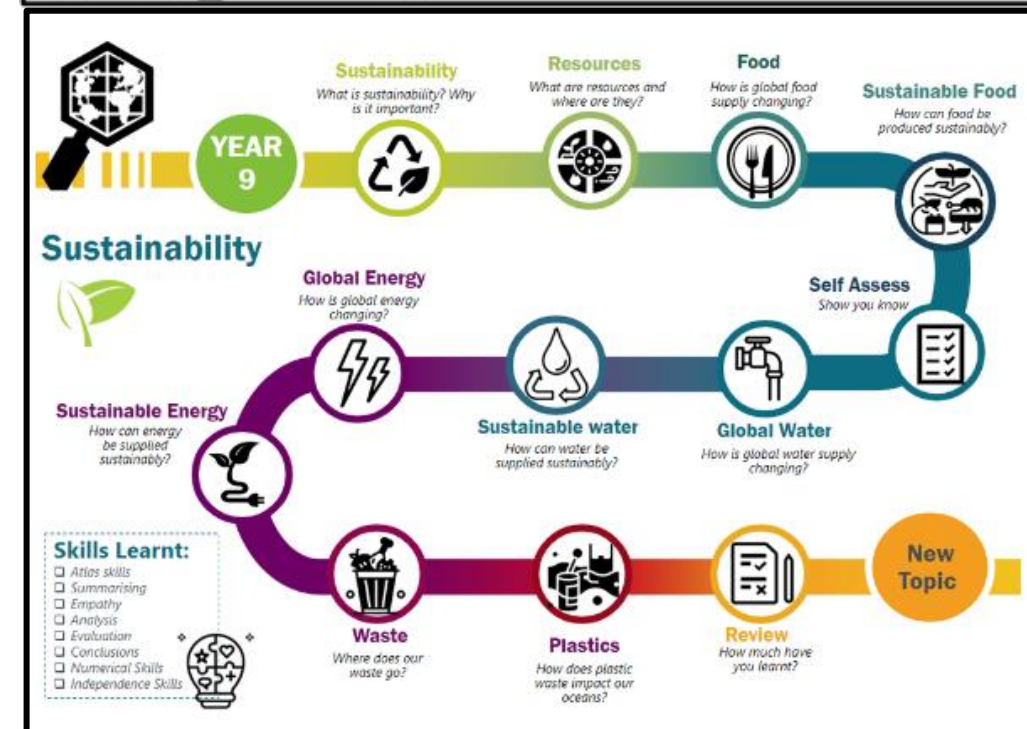 YEAR
9
Sustainability
What is sustainability? Why
is it important?
Resources
What are resources and
where are they?
Food
How is global food
supply changing?
Sustainable Food
How can food be
produced sustainably?
Sustainability
Self Assess
Show you know
Global Water
How is global water supply
changing?
Sustainable water
How can water be
supplied sustainably?
Global Energy
How is global energy
changing?
Sustainable Energy
How can energy
be supplied
sustainably?
Waste
Where does our
waste go?
Plastics
How does plastic
waste impact our
oceans?
Review
How much have
you learnt?
New
Topic
Skills Learnt:
Atlas skills
Summarising
Empathy
Analysis
Evaluation
Conclusions
Numerical Skills
Independence Skills